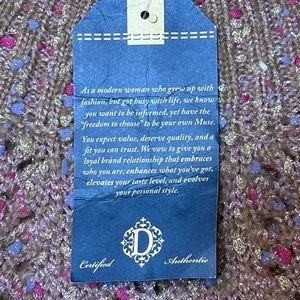 As a modern woman who grew up with
fashion, but got busy with life, we know
you want to be informed, yet have the
"freedom to choose" to be your own Muse.
You expect value, deserve quality, and a
fit you can trust. We vow to give you a
loyal brand relationship that embraces
who you are, enhances what you've got,
elevates your taste level, and evolves
your personal style.
D
Certified Authentic